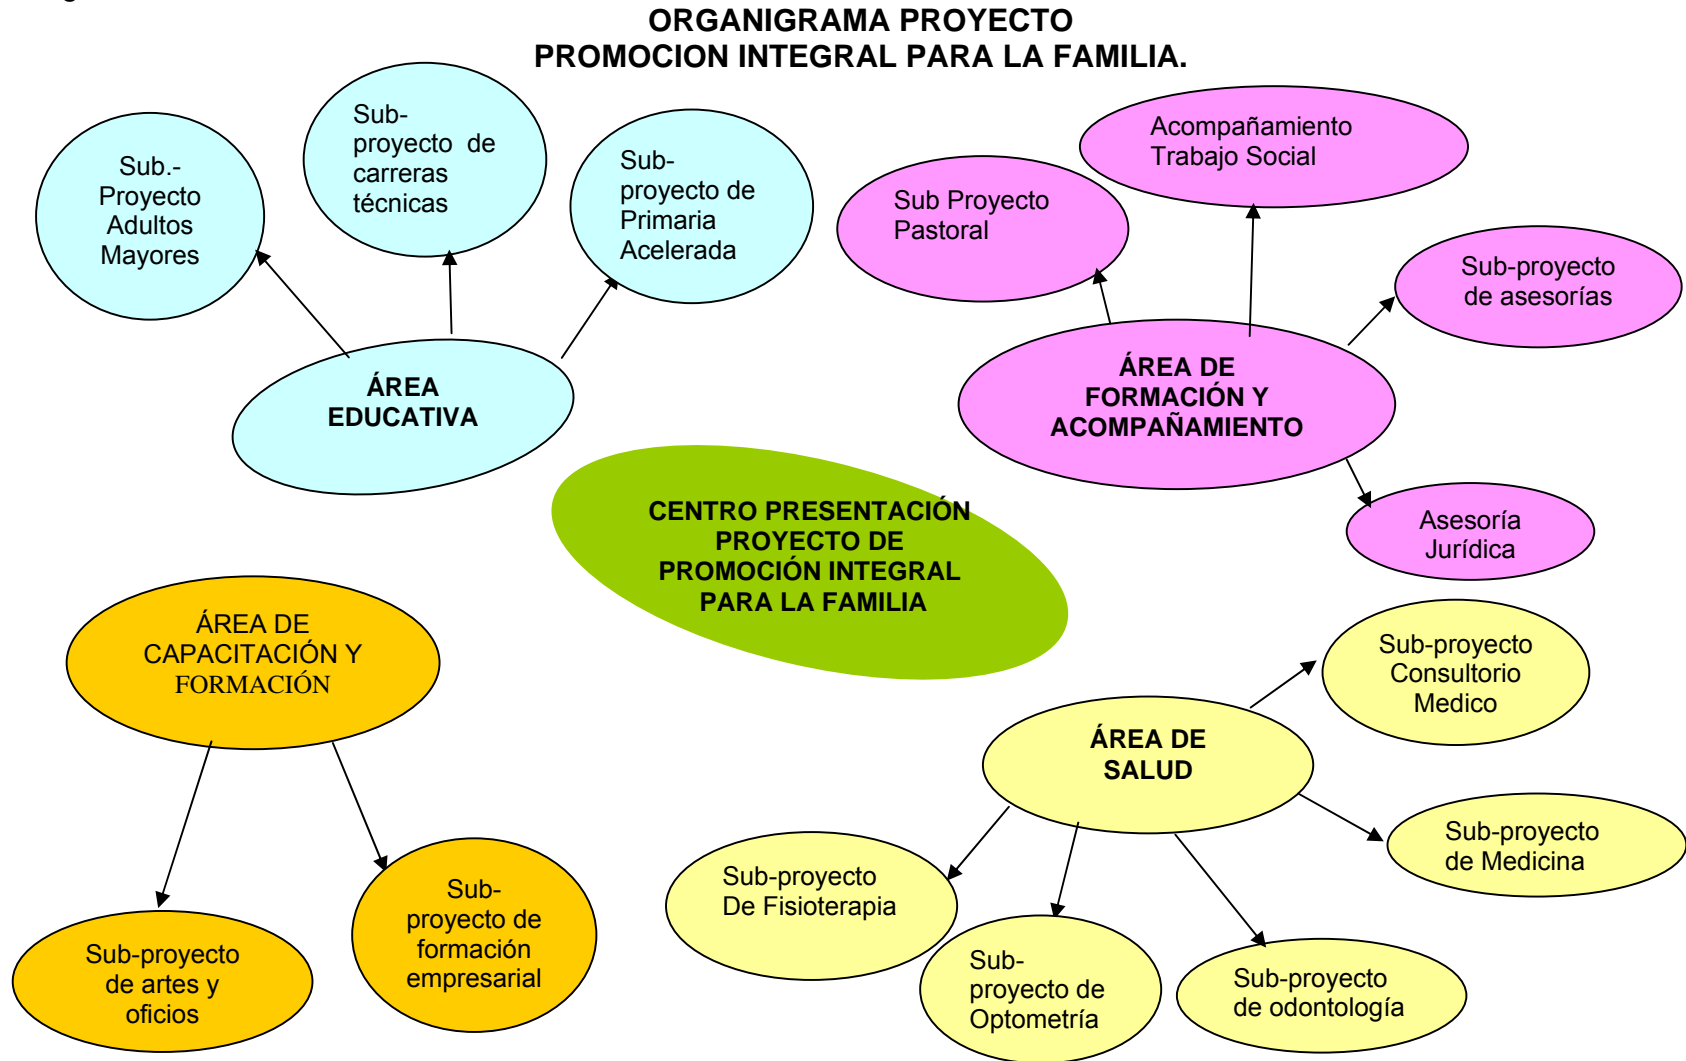 ORGANIGRAMA PROYECTO
PROMOCION INTEGRAL PARA LA FAMILIA.
Sub.-
Proyecto
Adultos
Mayores
Sub-
proyecto de
carreras
técnicas
Sub-
proyecto de
Primaria
Acelerada
ÁREA
EDUCATIVA
Sub Proyecto
Pastoral
Acompañamiento
Trabajo Social
Sub-proyecto
de asesorías
ÁREA DE
FORMACIÓN Y
ACOMPAÑAMIENTO
Asesoría
Jurídica
CENTRO PRESENTACIÓN
PROYECTO DE
PROMOCIÓN INTEGRAL
PARA LA FAMILIA
ÁREA DE
CAPACITACIÓN Y
FORMACIÓN
Sub-proyecto
de artes y
oficios
Sub-
proyecto de
formación
empresarial
ÁREA DE
SALUD
Sub-proyecto
Consultorio
Medico
Sub-proyecto
de Medicina
Sub-proyecto
De Fisioterapia
Sub-
proyecto de
Optometría
Sub-proyecto
de odontología